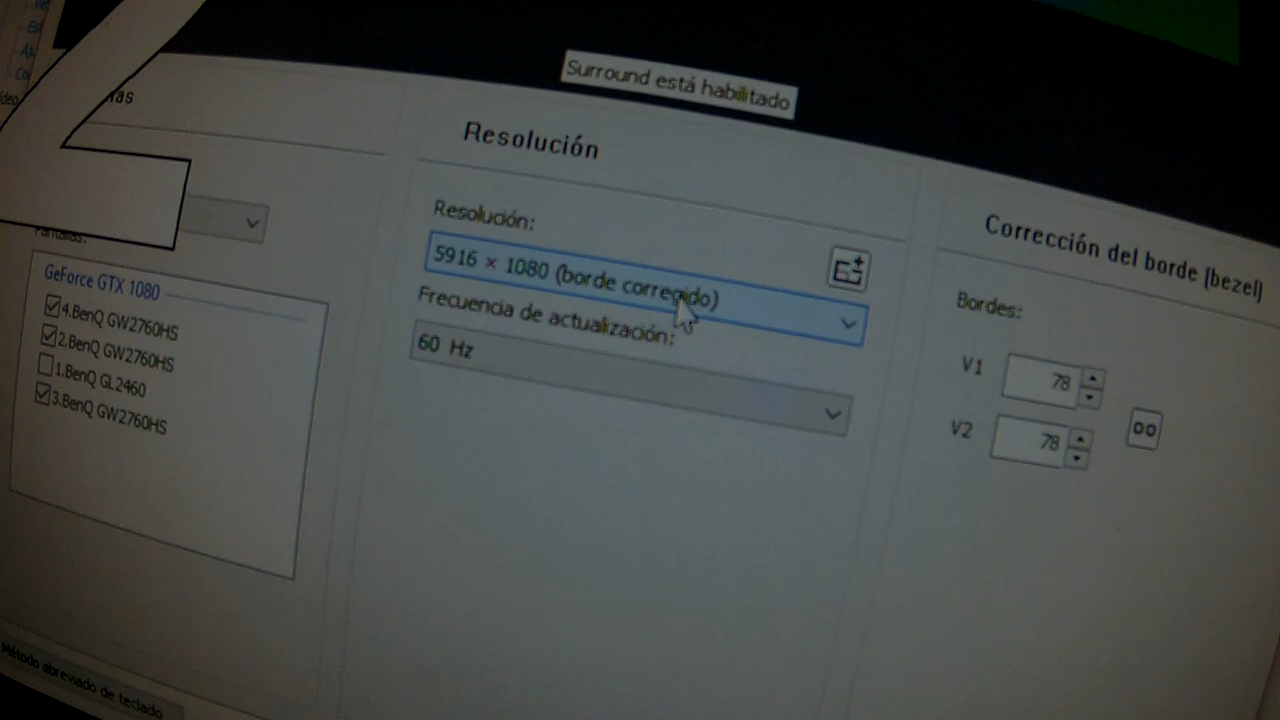 Surround está habilitado
Resolución
Resolución:
5916 × 1080 (borde corregido)
Frecuencia de actualización:
60 Hz
GeForce GTX 1080
4.BenQ GW2760HS
2.BenQ GW2760HS
1.BenQ GL2460
3.BenQ GW2760HS
Corrección del borde (bezel)
Bordes:
V1 78
V2 78
Método abreviado de teclado